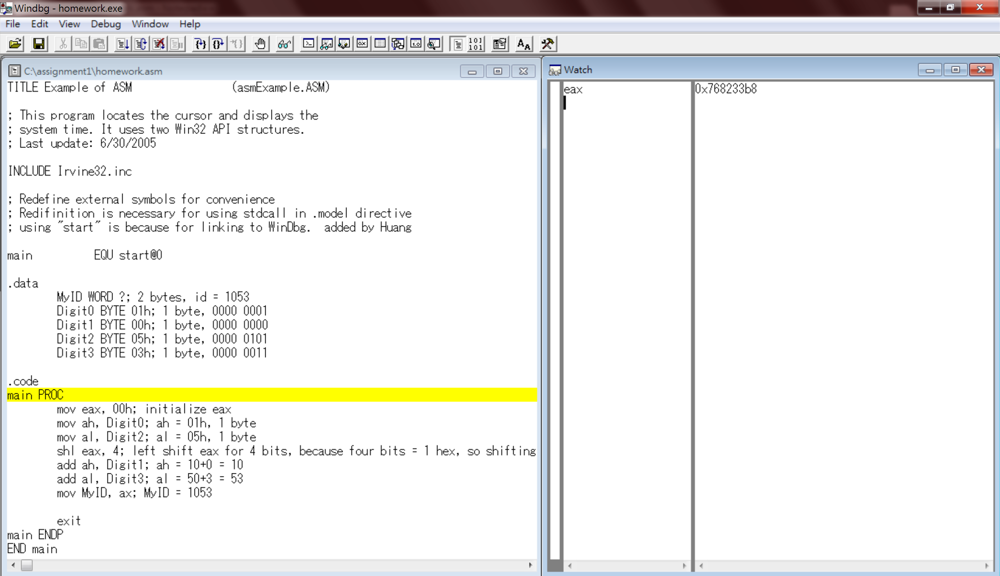 Windbg - homework.exe
File Edit View Debug Window Help
C:\assignment1\homework.asm
TITLE Example of ASM (asmExample.ASM)
; This program locates the cursor and displays the
; system time. It uses two Win32 API structures.
; Last update: 6/30/2005
INCLUDE Irvine32.inc
; Redefine external symbols for convenience
; Redifinition is necessary for using stdcall in .model directive
; using "start" is because for linking to WinDbg. added by Huang
main EQU start@0
.data
MyID WORD ?; 2 bytes, id = 1053
Digit0 BYTE 01h; 1 byte, 0000 0001
Digit1 BYTE 00h; 1 byte, 0000 0000
Digit2 BYTE 05h; 1 byte, 0000 0101
Digit3 BYTE 03h; 1 byte, 0000 0011
.code
main PROC
mov eax, 00h; initialize eax
mov ah, Digit0; ah = 01h, 1 byte
mov al, Digit2; al = 05h, 1 byte
shl eax, 4; left shift eax for 4 bits, because four bits = 1 hex, so shifting
add ah, Digit1; ah = 10+0 = 10
add al, Digit3; al = 50+3 = 53
mov MyID, ax; MyID = 1053
exit
main ENDP
END main
Watch
eax 0x768233b8